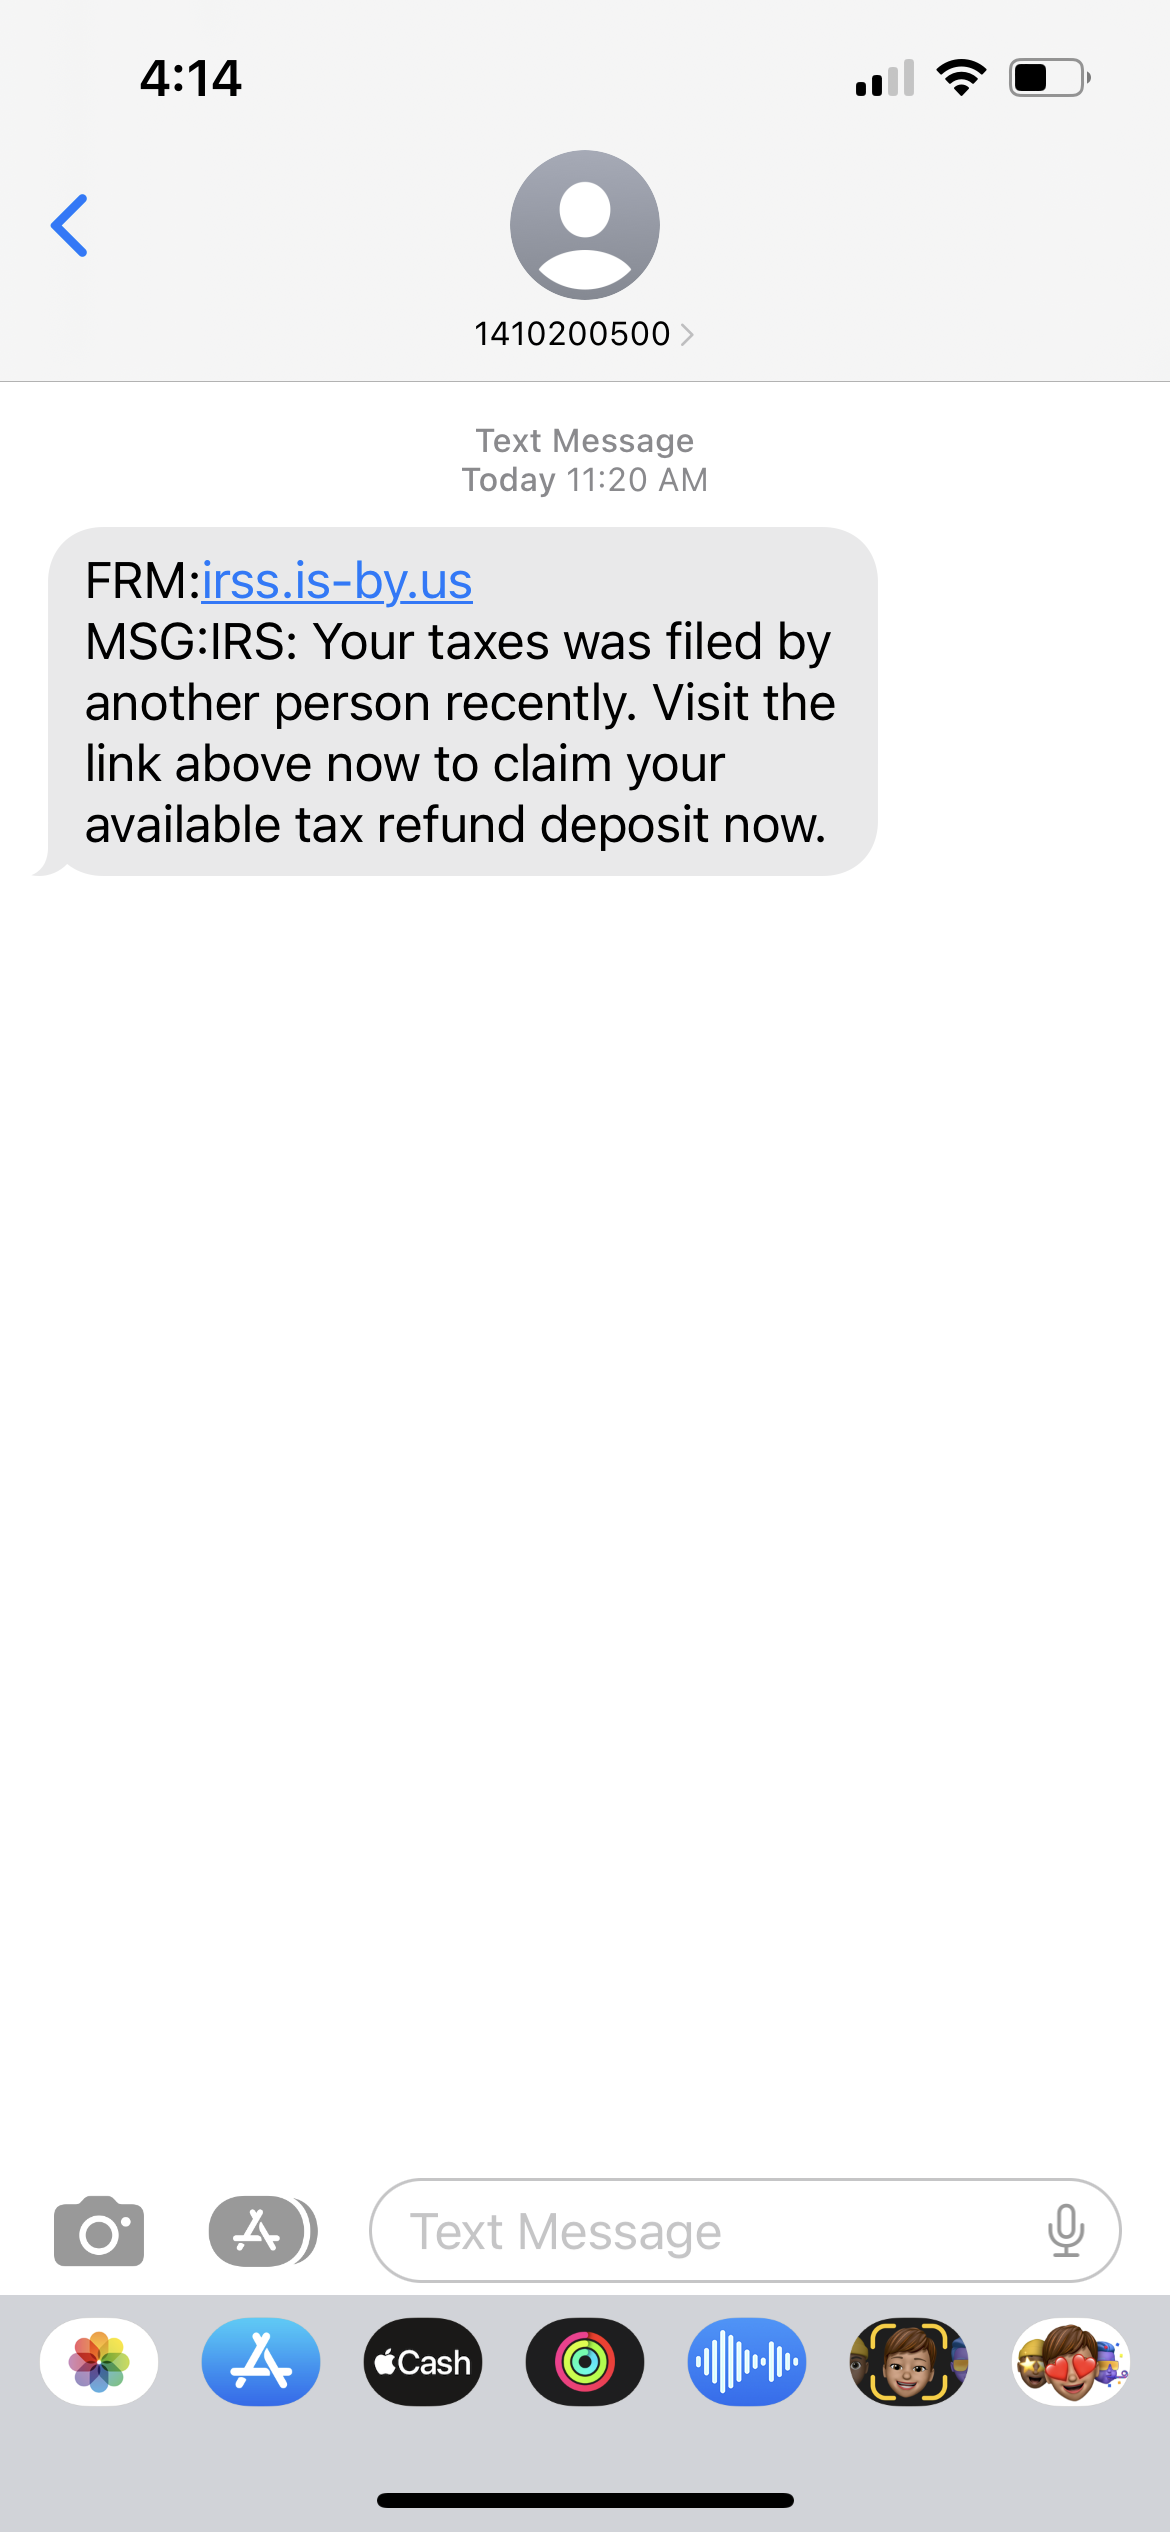 4:14
1410200500
Text Message
Today 11:20 AM
FRM:irss.is-by.us
MSG:IRS: Your taxes was filed by
another person recently. Visit the
link above now to claim your
available tax refund deposit now.
Text Message
Cash